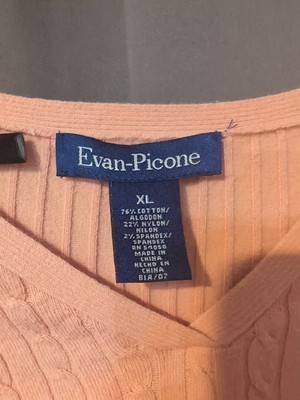 Evan-Picone
XL
76% COTTON/
ALGODON
22% NYLON/
NILON
2% SPANDEX/
SPANDEX
RN 54050
MADE IN
CHINA
HECHO EN
CHINA
BIA/07